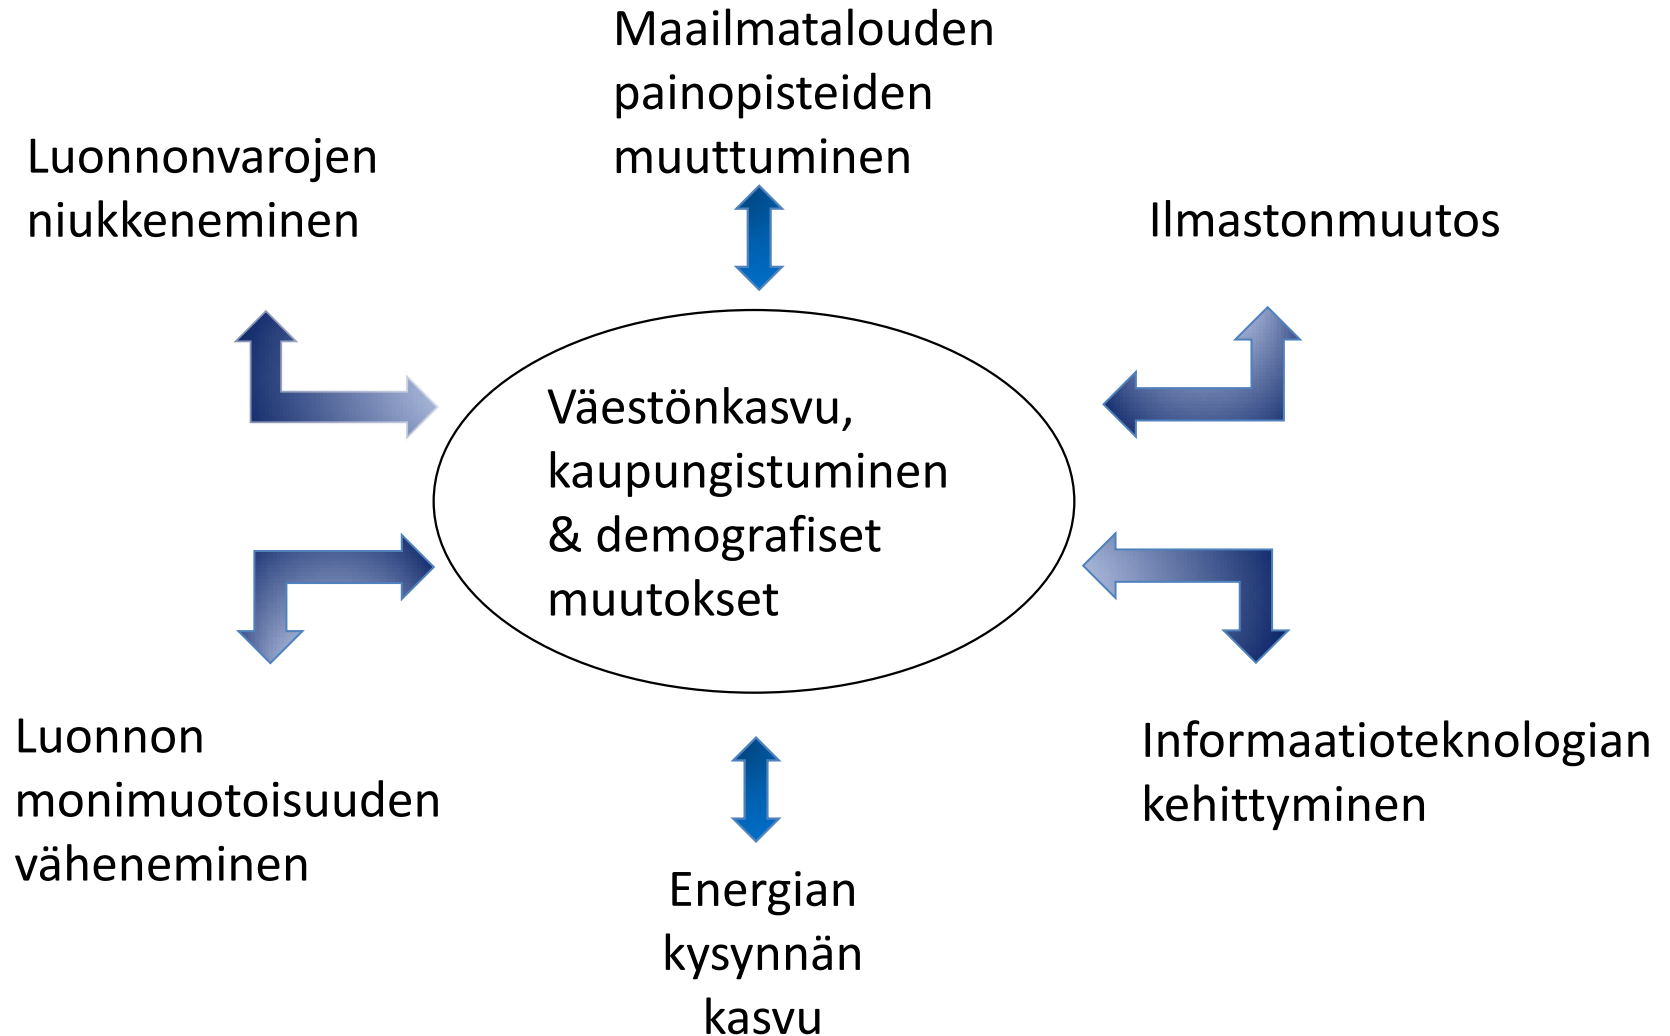 Maailmatalouden
painopisteiden
muuttuminen
Luonnonvarojen
niukkeneminen
Ilmastonmuutos
Väestönkasvu,
kaupungistuminen
& demografiset
muutokset
Luonnon
monimuotoisuuden
väheneminen
Informaatioteknologian
kehittyminen
Energian
kysynnän
kasvu